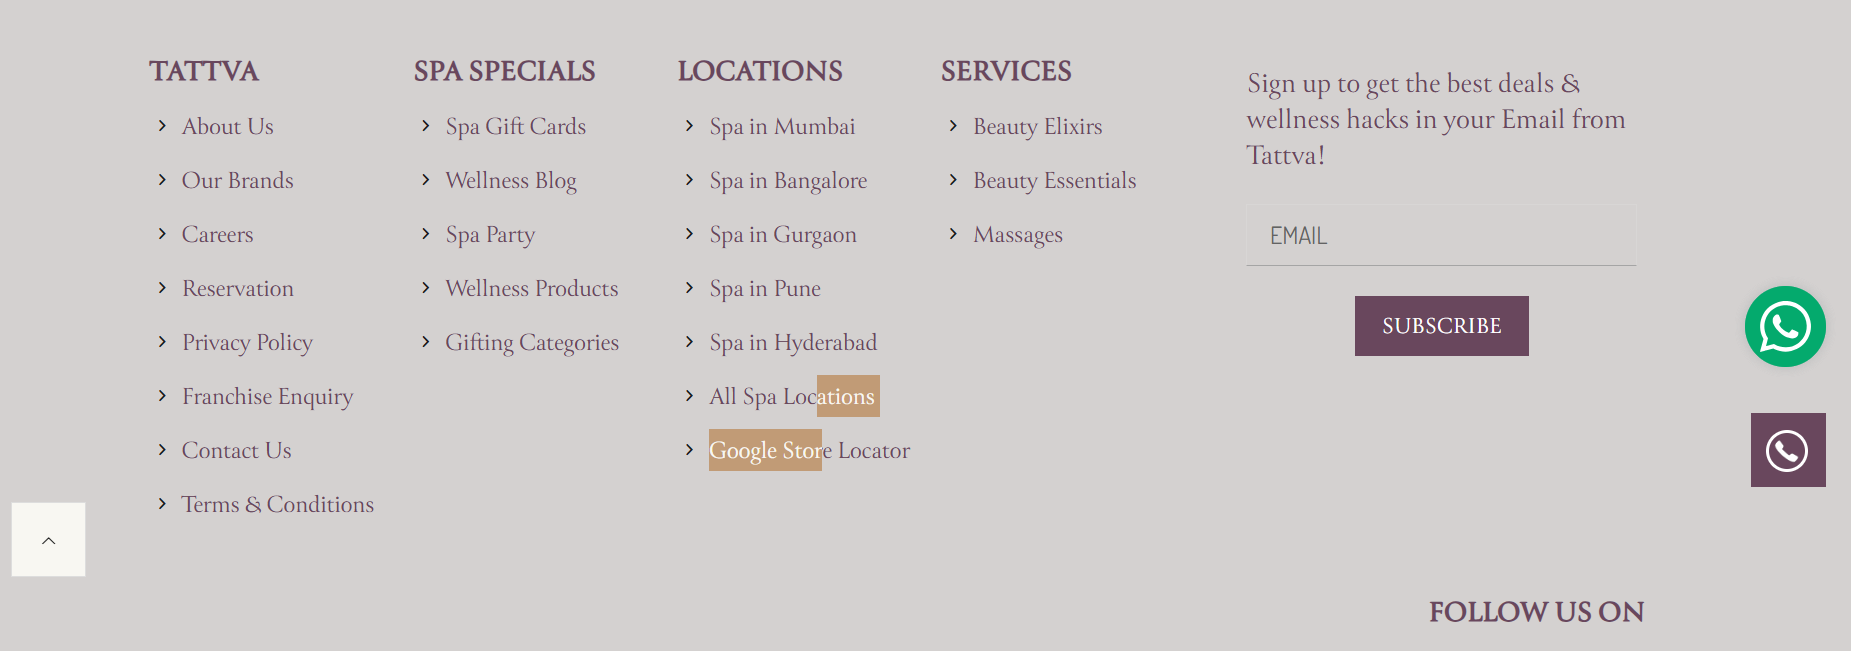 TATTVA
About Us
Our Brands
Careers
Reservation
Privacy Policy
Franchise Enquiry
Contact Us
Terms & Conditions
SPA SPECIALS
Spa Gift Cards
Wellness Blog
Spa Party
Wellness Products
Gifting Categories
LOCATIONS
Spa in Mumbai
Spa in Bangalore
Spa in Gurgaon
Spa in Pune
Spa in Hyderabad
All Spa Locations
Google Store Locator
SERVICES
Beauty Elixirs
Beauty Essentials
Massages
Sign up to get the best deals &
wellness hacks in your Email from
Tattva!
EMAIL
SUBSCRIBE
FOLLOW US ON